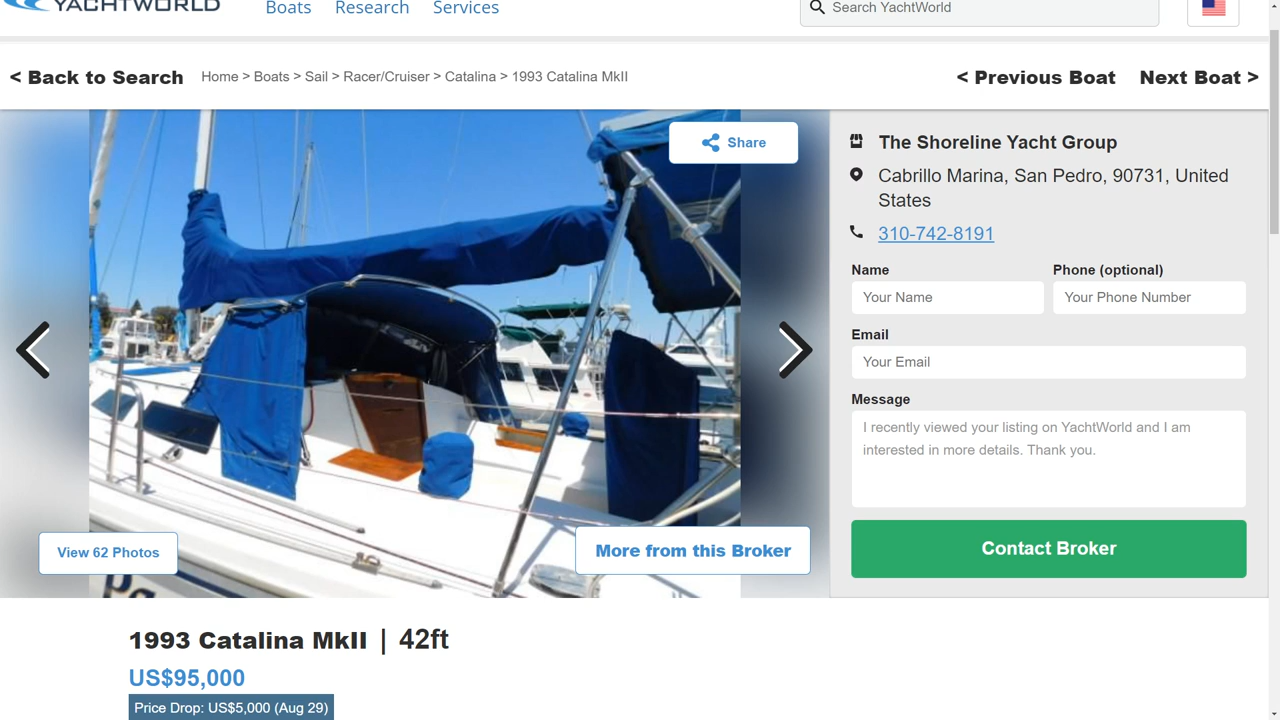 YACHTWORLD
Boats
Research
Services
Search YachtWorld
< Back to Search
Home > Boats > Sail > Racer/Cruiser > Catalina > 1993 Catalina MkII
< Previous Boat
Next Boat >
Share
The Shoreline Yacht Group
Cabrillo Marina, San Pedro, 90731, United
States
310-742-8191
Name
Phone (optional)
Your Name
Your Phone Number
Email
Your Email
Message
I recently viewed your listing on YachtWorld and I am
interested in more details. Thank you.
Contact Broker
View 62 Photos
More from this Broker
1993 Catalina MkII | 42ft
US$95,000
Price Drop: US$5,000 (Aug 29)